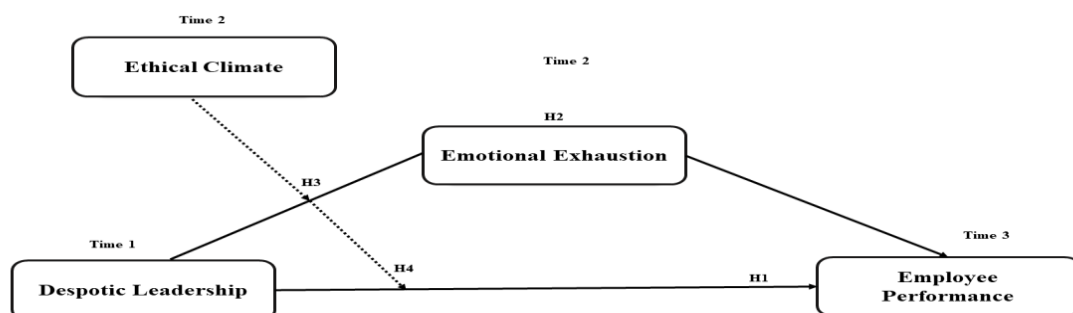 Time 2
Ethical Climate
Time 2
H2
Emotional Exhaustion
H3
Time 1
Time 3
Despotic Leadership
H4
H1
Employee
Performance